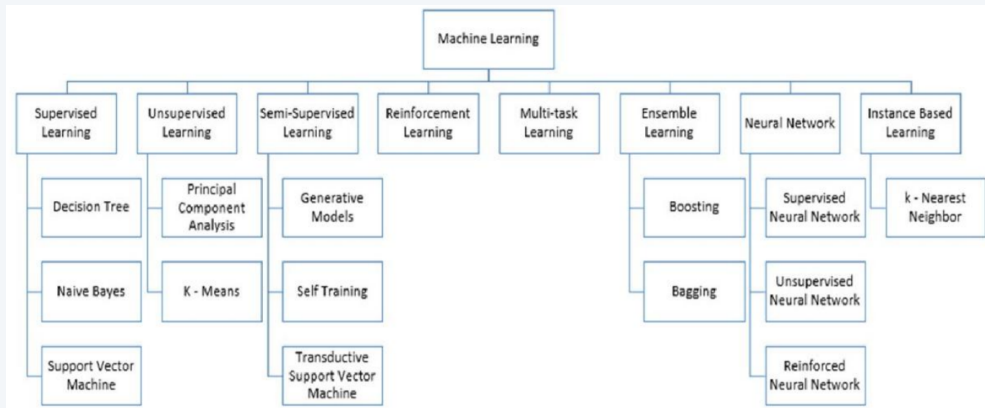 Machine Learning
Supervised
Learning
Unsupervised
Learning
Semi-Supervised
Learning
Reinforcement
Learning
Multi-task
Learning
Ensemble
Learning
Neural Network
Instance Based
Learning
Decision Tree
Principal
Component
Analysis
Generative
Models
Boosting
Supervised
Neural Network
k - Nearest
Neighbor
Naive Bayes
K - Means
Self Training
Bagging
Unsupervised
Neural Network
Support Vector
Machine
Transductive
Support Vector
Machine
Reinforced
Neural Network